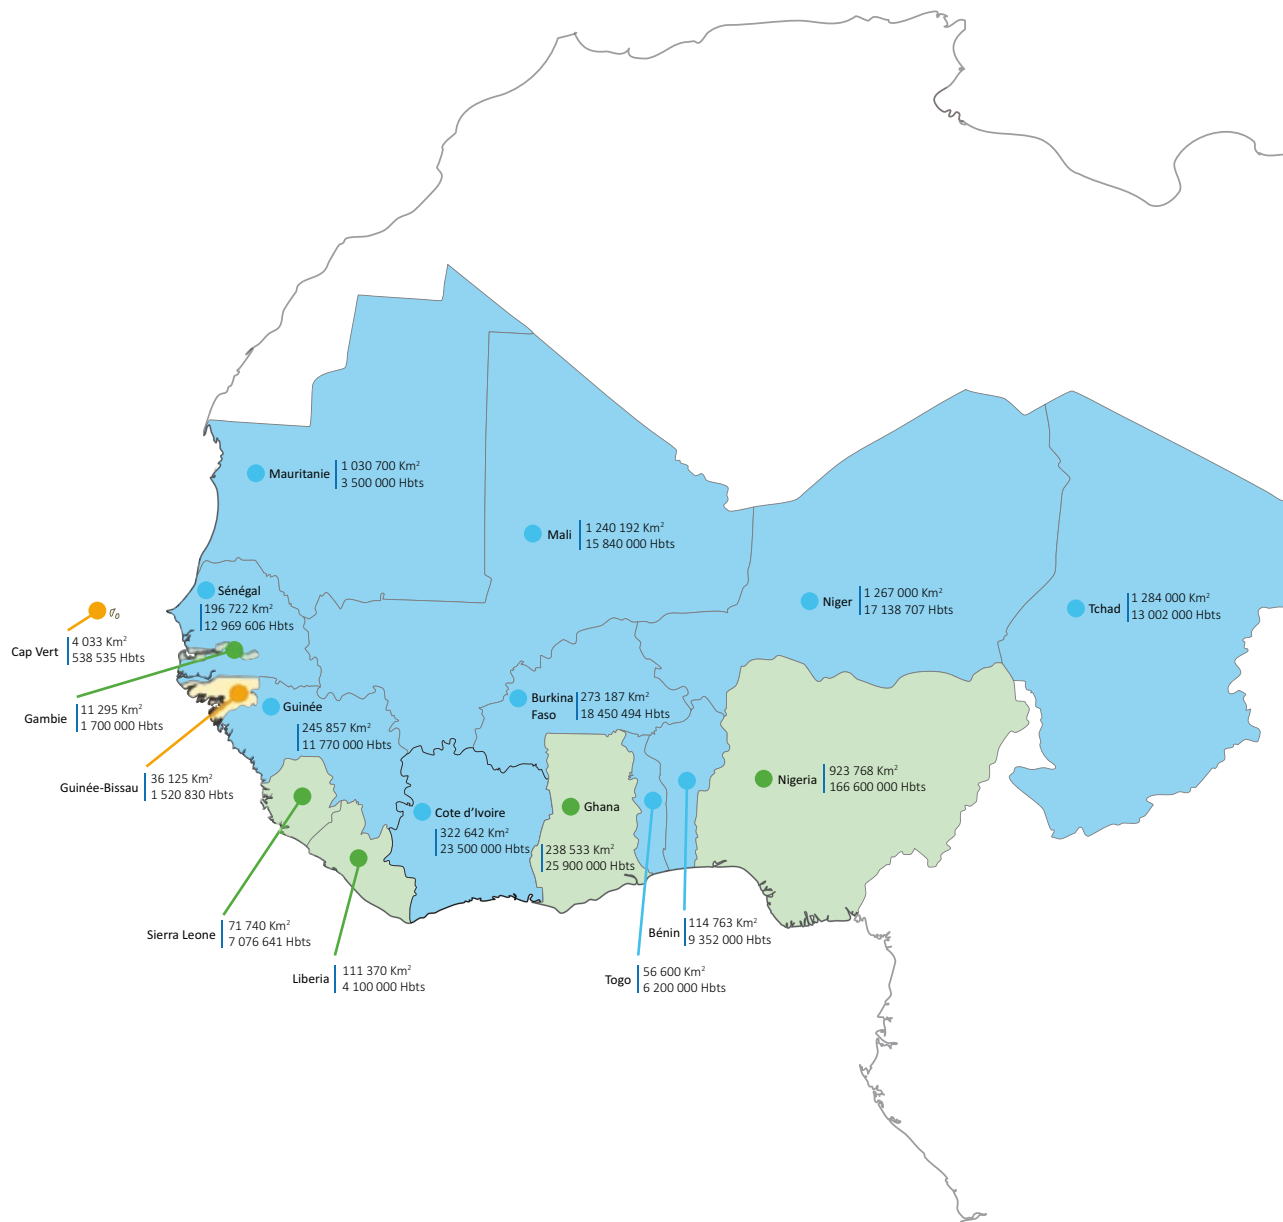 Mauritanie
1 030 700 Km²
3 500 000 Hbts
Mali
1 240 192 Km²
15 840 000 Hbts
Sénégal
196 722 Km²
12 969 606 Hbts
Niger
1 267 000 Km²
17 138 707 Hbts
Tchad
1 284 000 Km²
13 002 000 Hbts
Cap Vert
4 033 Km²
538 535 Hbts
Gambie
11 295 Km²
1 700 000 Hbts
Guinée
245 857 Km²
11 770 000 Hbts
Burkina
Faso
273 187 Km²
18 450 494 Hbts
Guinée-Bissau
36 125 Km²
1 520 830 Hbts
Nigeria
923 768 Km²
166 600 000 Hbts
Cote d’Ivoire
322 642 Km²
23 500 000 Hbts
Ghana
238 533 Km²
25 900 000 Hbts
Sierra Leone
71 740 Km²
7 076 641 Hbts
Bénin
114 763 Km²
9 352 000 Hbts
Liberia
111 370 Km²
4 100 000 Hbts
Togo
56 600 Km²
6 200 000 Hbts